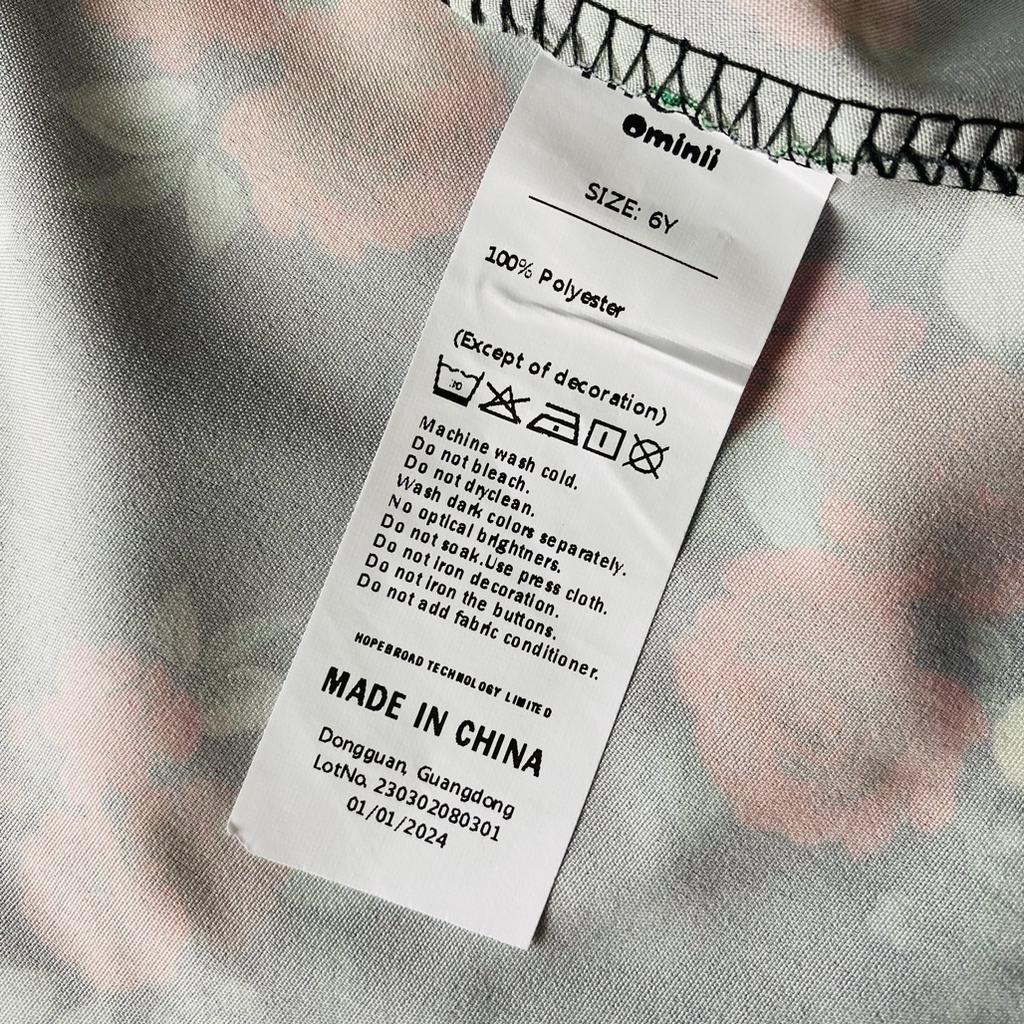 Ominii
SIZE: 6Y
100% Polyester
(Except of decoration)
Machine wash cold.
Do not bleach.
Do not dryclean.
Wash dark colors separately.
No optical brightners.
Do not soak.Use press cloth.
Do not iron decoration.
Do not iron the buttons.
Do not add fabric conditioner.
HOPEBROAD TECHNOLOGY LIMITED
MADE IN CHINA
Dongguan, Guangdong
LotNo. 230302080301
01/01/2024